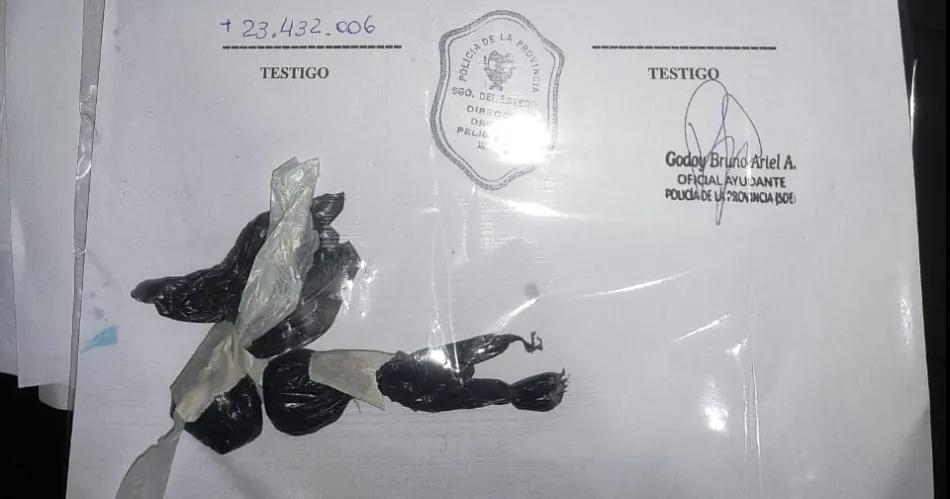 + 23.432.006
TESTIGO
POLICIA DE LA PROVINCIA
SGO. DEL ESTERO
TESTIGO
Godoy Bruno Ariel A.
OFICIAL AYUDANTE
POLICIA DE LA PROVINCIA (SDE)